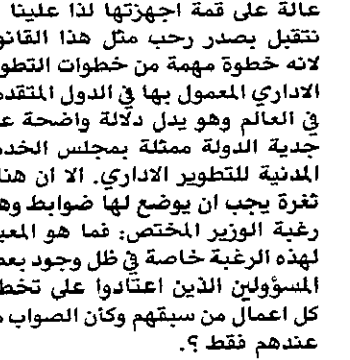 عالة على قمة اجهزتها لذا علينا
نتقبل بصدر رحب مثل هذا القانو
لانه خطوة مهمة من خطوات التطو
الاداري المعمول بها في الدول المتقد
في العالم وهو يدل دلالة واضحة ع
جدية الدولة ممثلة بمجلس الخد
المدنية للتطوير الاداري. الا ان هنا
ثغرة يجب ان يوضع لها ضوابط وه
رغبة الوزير المختص: فما هو المعي
لهذه الرغبة خاصة في ظل وجود بع
المسؤولين الذين اعتادوا على تخط
كل اعمال من سبقهم وكأن الصواب
عندهم فقط ؟.